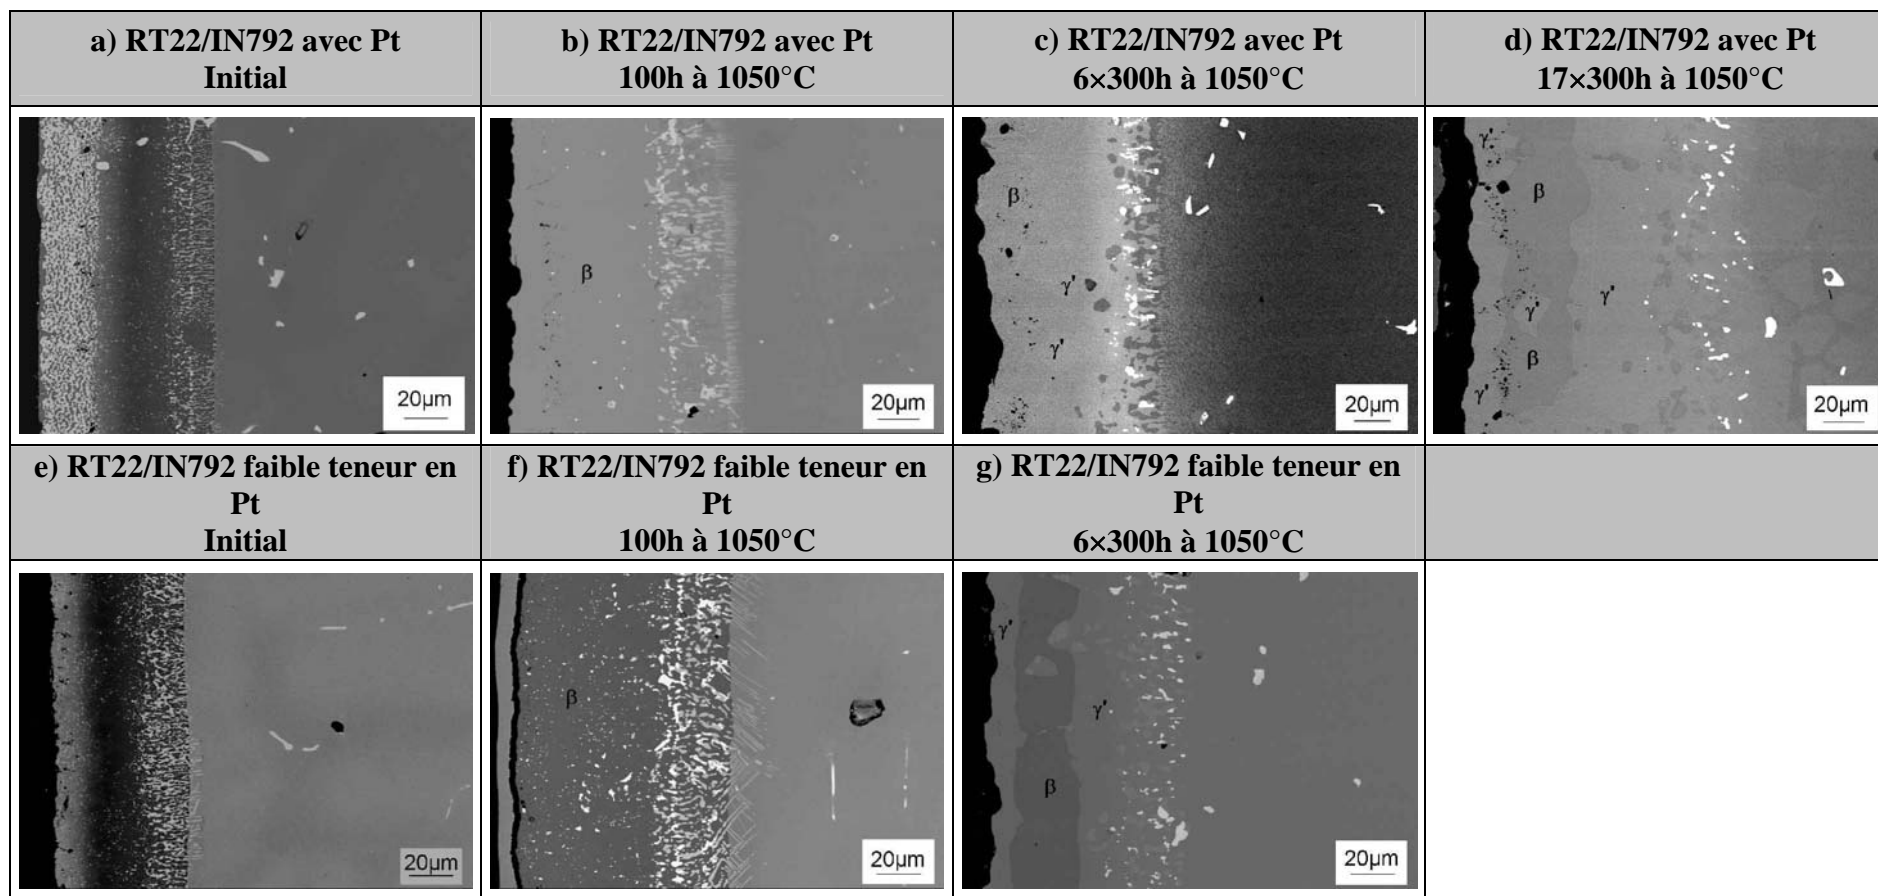 a) RT22/IN792 avec Pt
Initial
b) RT22/IN792 avec Pt
100h à 1050°C
c) RT22/IN792 avec Pt
6×300h à 1050°C
d) RT22/IN792 avec Pt
17×300h à 1050°C
20µm
β
20µm
β
γ'
γ'
20µm
γ'
β
γ'
γ'
β
γ'
20µm
e) RT22/IN792 faible teneur en
Pt
Initial
f) RT22/IN792 faible teneur en
Pt
100h à 1050°C
g) RT22/IN792 faible teneur en
Pt
6×300h à 1050°C
20µm
β
20µm
γ'
γ'
β
20µm